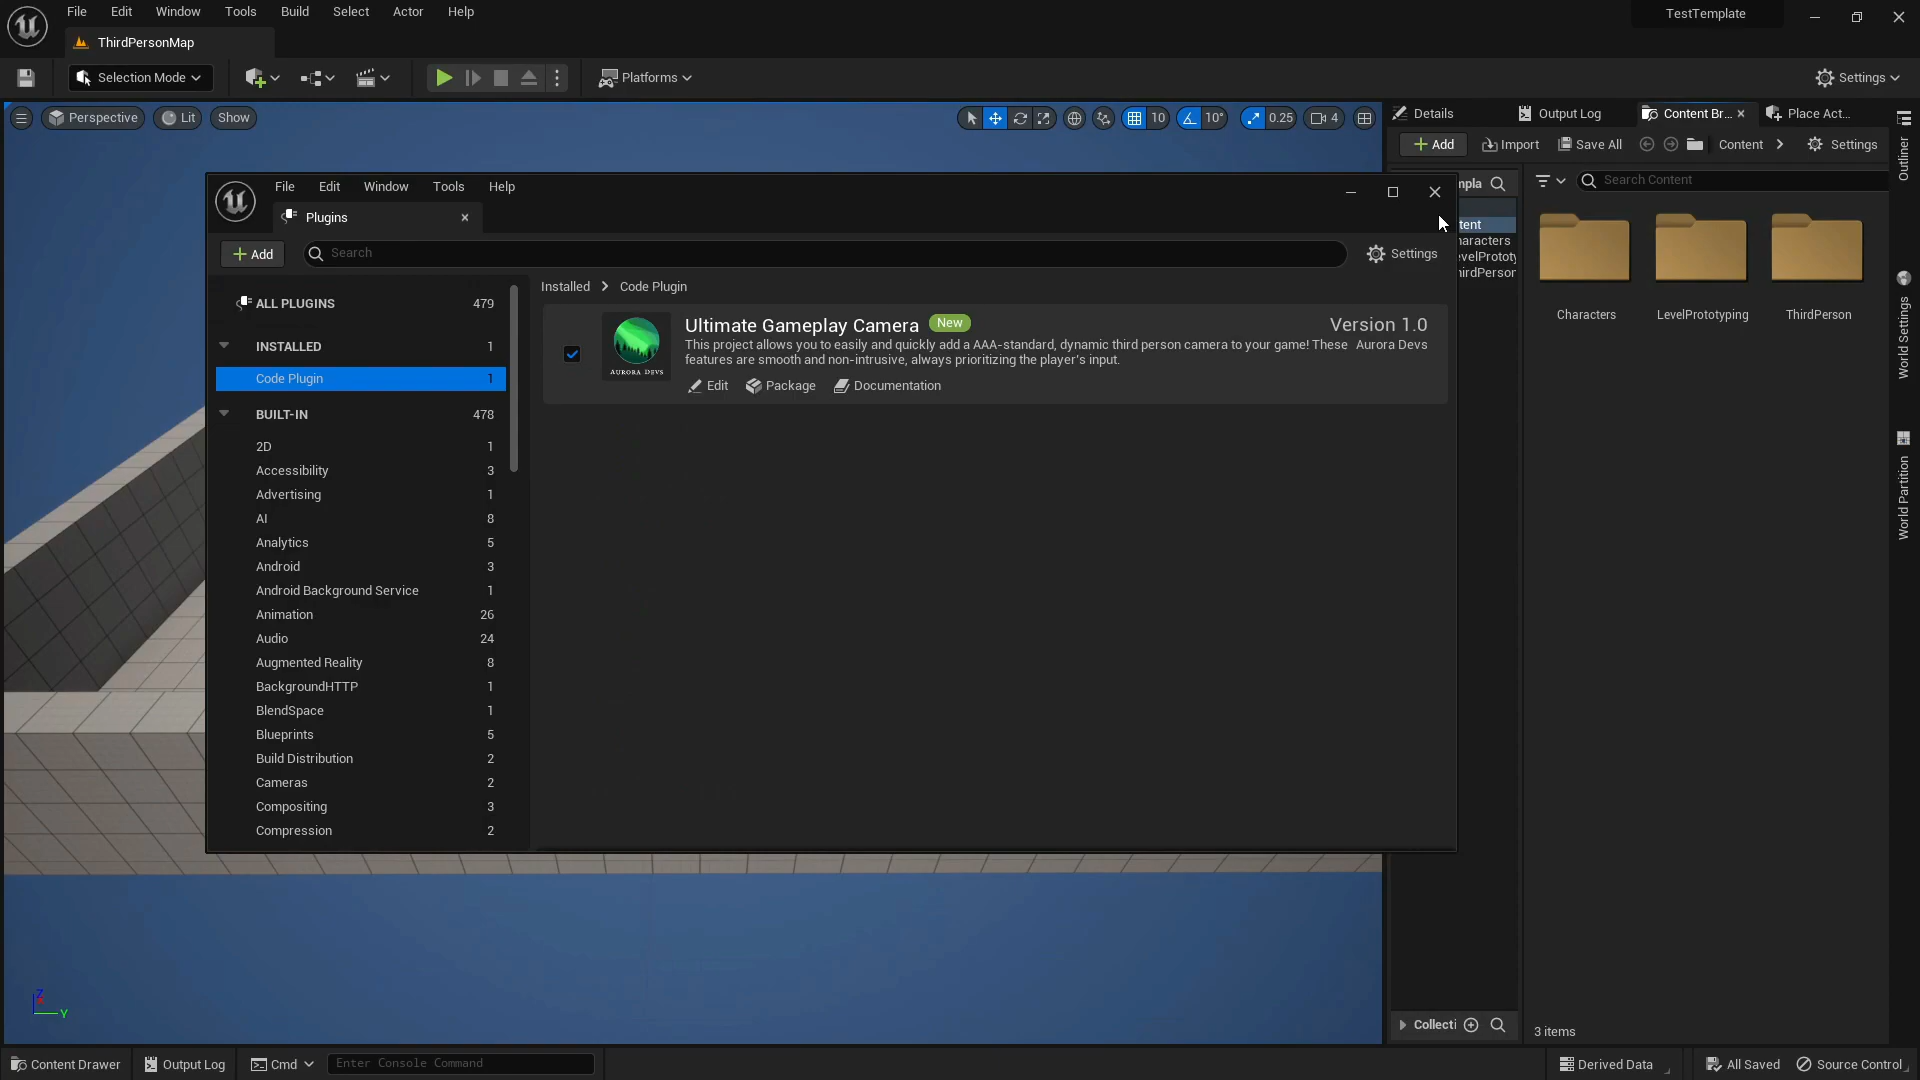 File Edit Window Tools Build Select Actor Help
TestTemplate
ThirdPersonMap
Selection Mode
Platforms
Settings
Perspective
Lit
Show
10
10°
0.25
4
Details
Output Log
Content Br...
Place Act...
Add
Import
Save All
Content
Settings
Outliner
World Settings
World Partition
mpla
Search Content
tent
haracters
evelPrototy
hirdPerson
Characters
LevelPrototyping
ThirdPerson
File Edit Window Tools Help
Plugins
Add
Search
Settings
ALL PLUGINS 479
INSTALLED 1
Code Plugin 1
BUILT-IN 478
2D 1
Accessibility 3
Advertising 1
AI 8
Analytics 5
Android 3
Android Background Service 1
Animation 26
Audio 24
Augmented Reality 8
BackgroundHTTP 1
BlendSpace 1
Blueprints 5
Build Distribution 2
Cameras 2
Compositing 3
Compression 2
Installed > Code Plugin
AURORA DEVS
Ultimate Gameplay Camera New Version 1.0
This project allows you to easily and quickly add a AAA-standard, dynamic third person camera to your game! These Aurora Devs
features are smooth and non-intrusive, always prioritizing the player's input.
Edit Package Documentation
Z
Y
Collecti
3 items
Content Drawer
Output Log
Cmd
Enter Console Command
Derived Data
All Saved
Source Control